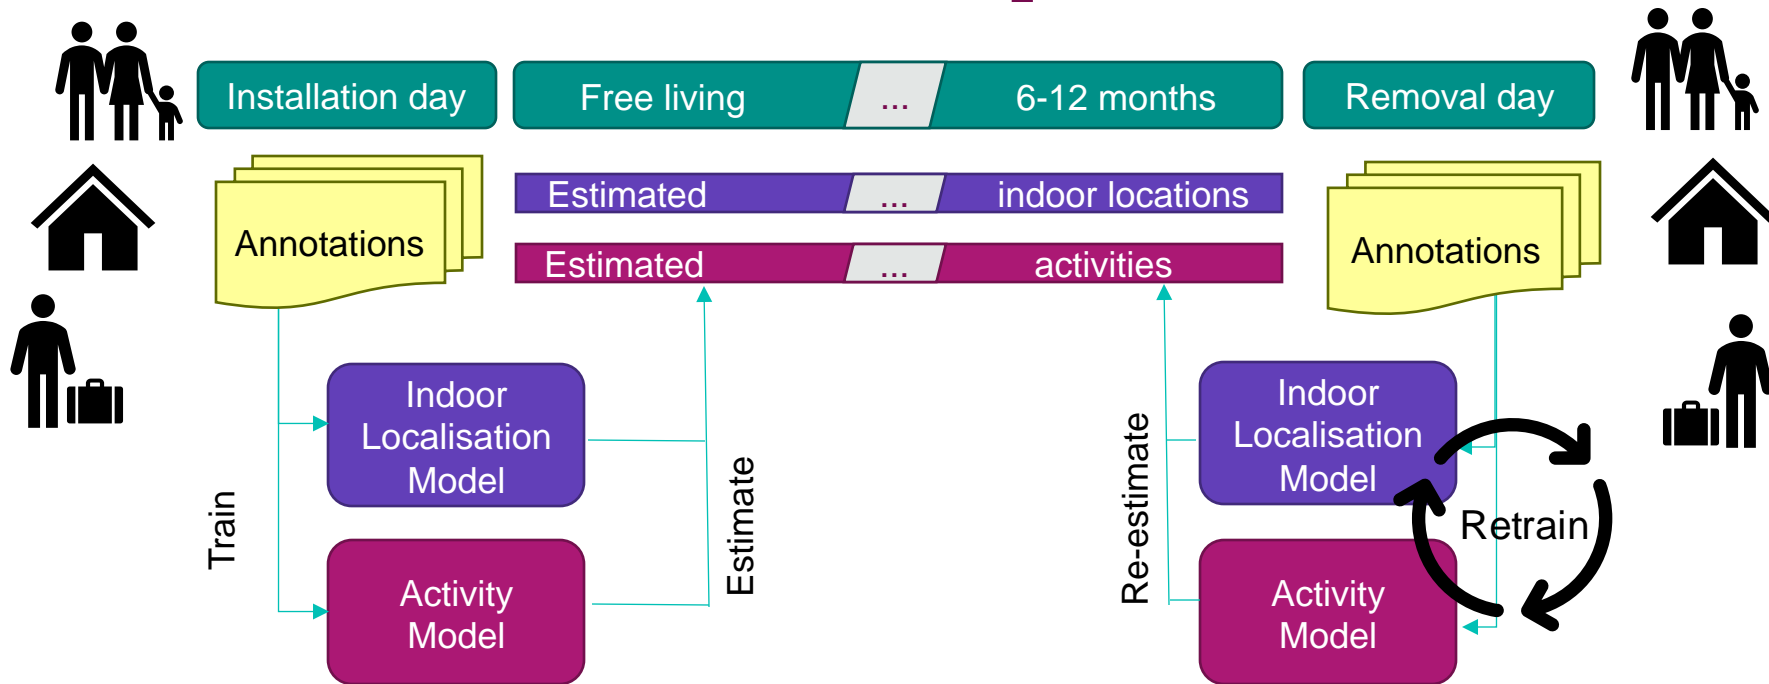 Installation day
Free living
...
6-12 months
Removal day
Annotations
Estimated
...
indoor locations
Estimated
...
activities
Annotations
Train
Indoor
Localisation
Model
Activity
Model
Estimate
Re-estimate
Indoor
Localisation
Model
Activity
Model
Retrain